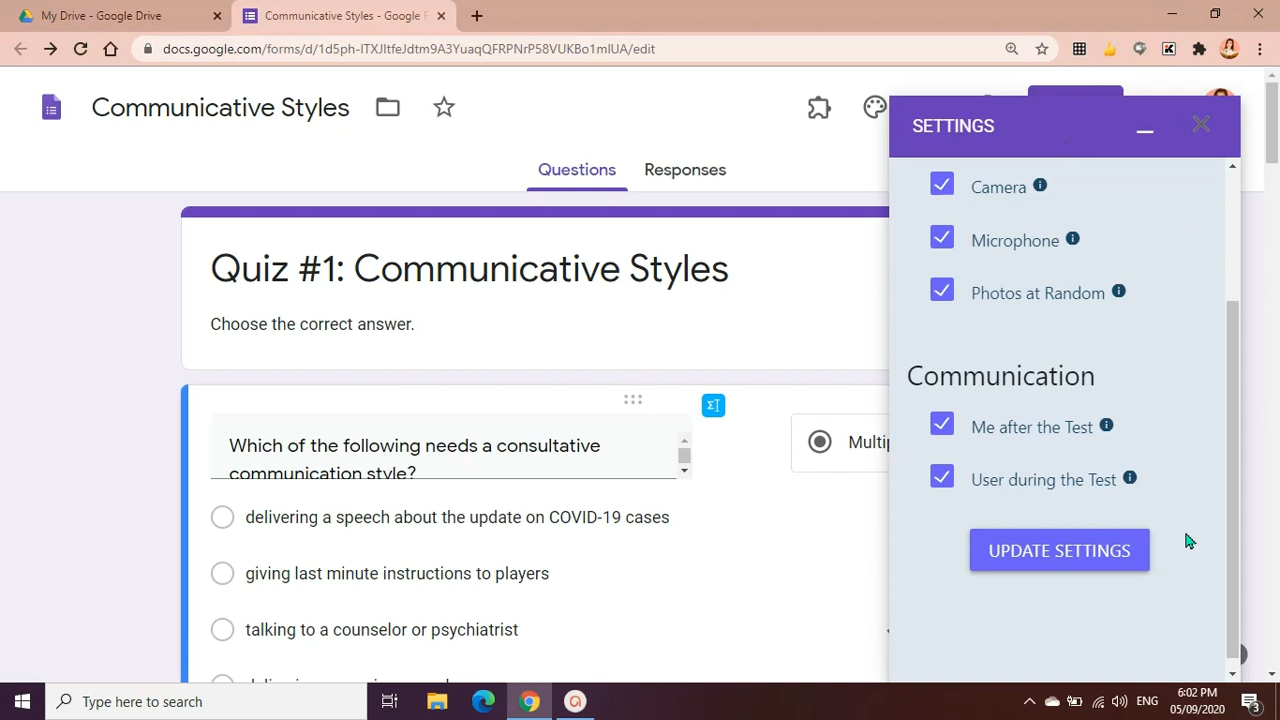 My Drive - Google Drive
Communicative Styles - Google F
docs.google.com/forms/d/1d5ph-ITXJltfeJdtm9A3YuaqQFRPNrP58VUKBo1mIUA/edit
Communicative Styles
Questions
Responses
SETTINGS
Camera
Microphone
Photos at Random
Communication
Me after the Test
User during the Test
UPDATE SETTINGS
Quiz #1: Communicative Styles
Choose the correct answer.
Which of the following needs a consultative
communication style?
Multip
delivering a speech about the update on COVID-19 cases
giving last minute instructions to players
talking to a counselor or psychiatrist
Type here to search
ENG
6:02 PM
05/09/2020
3